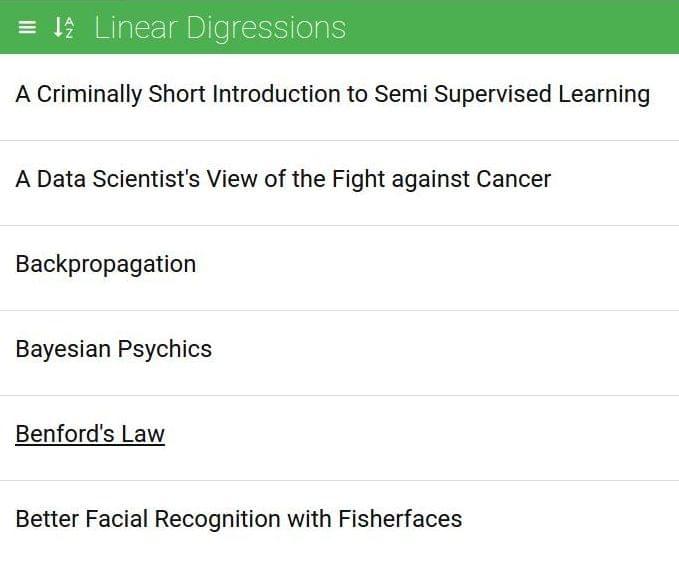 Linear Digressions
A Criminally Short Introduction to Semi Supervised Learning
A Data Scientist's View of the Fight against Cancer
Backpropagation
Bayesian Psychics
Benford's Law
Better Facial Recognition with Fisherfaces